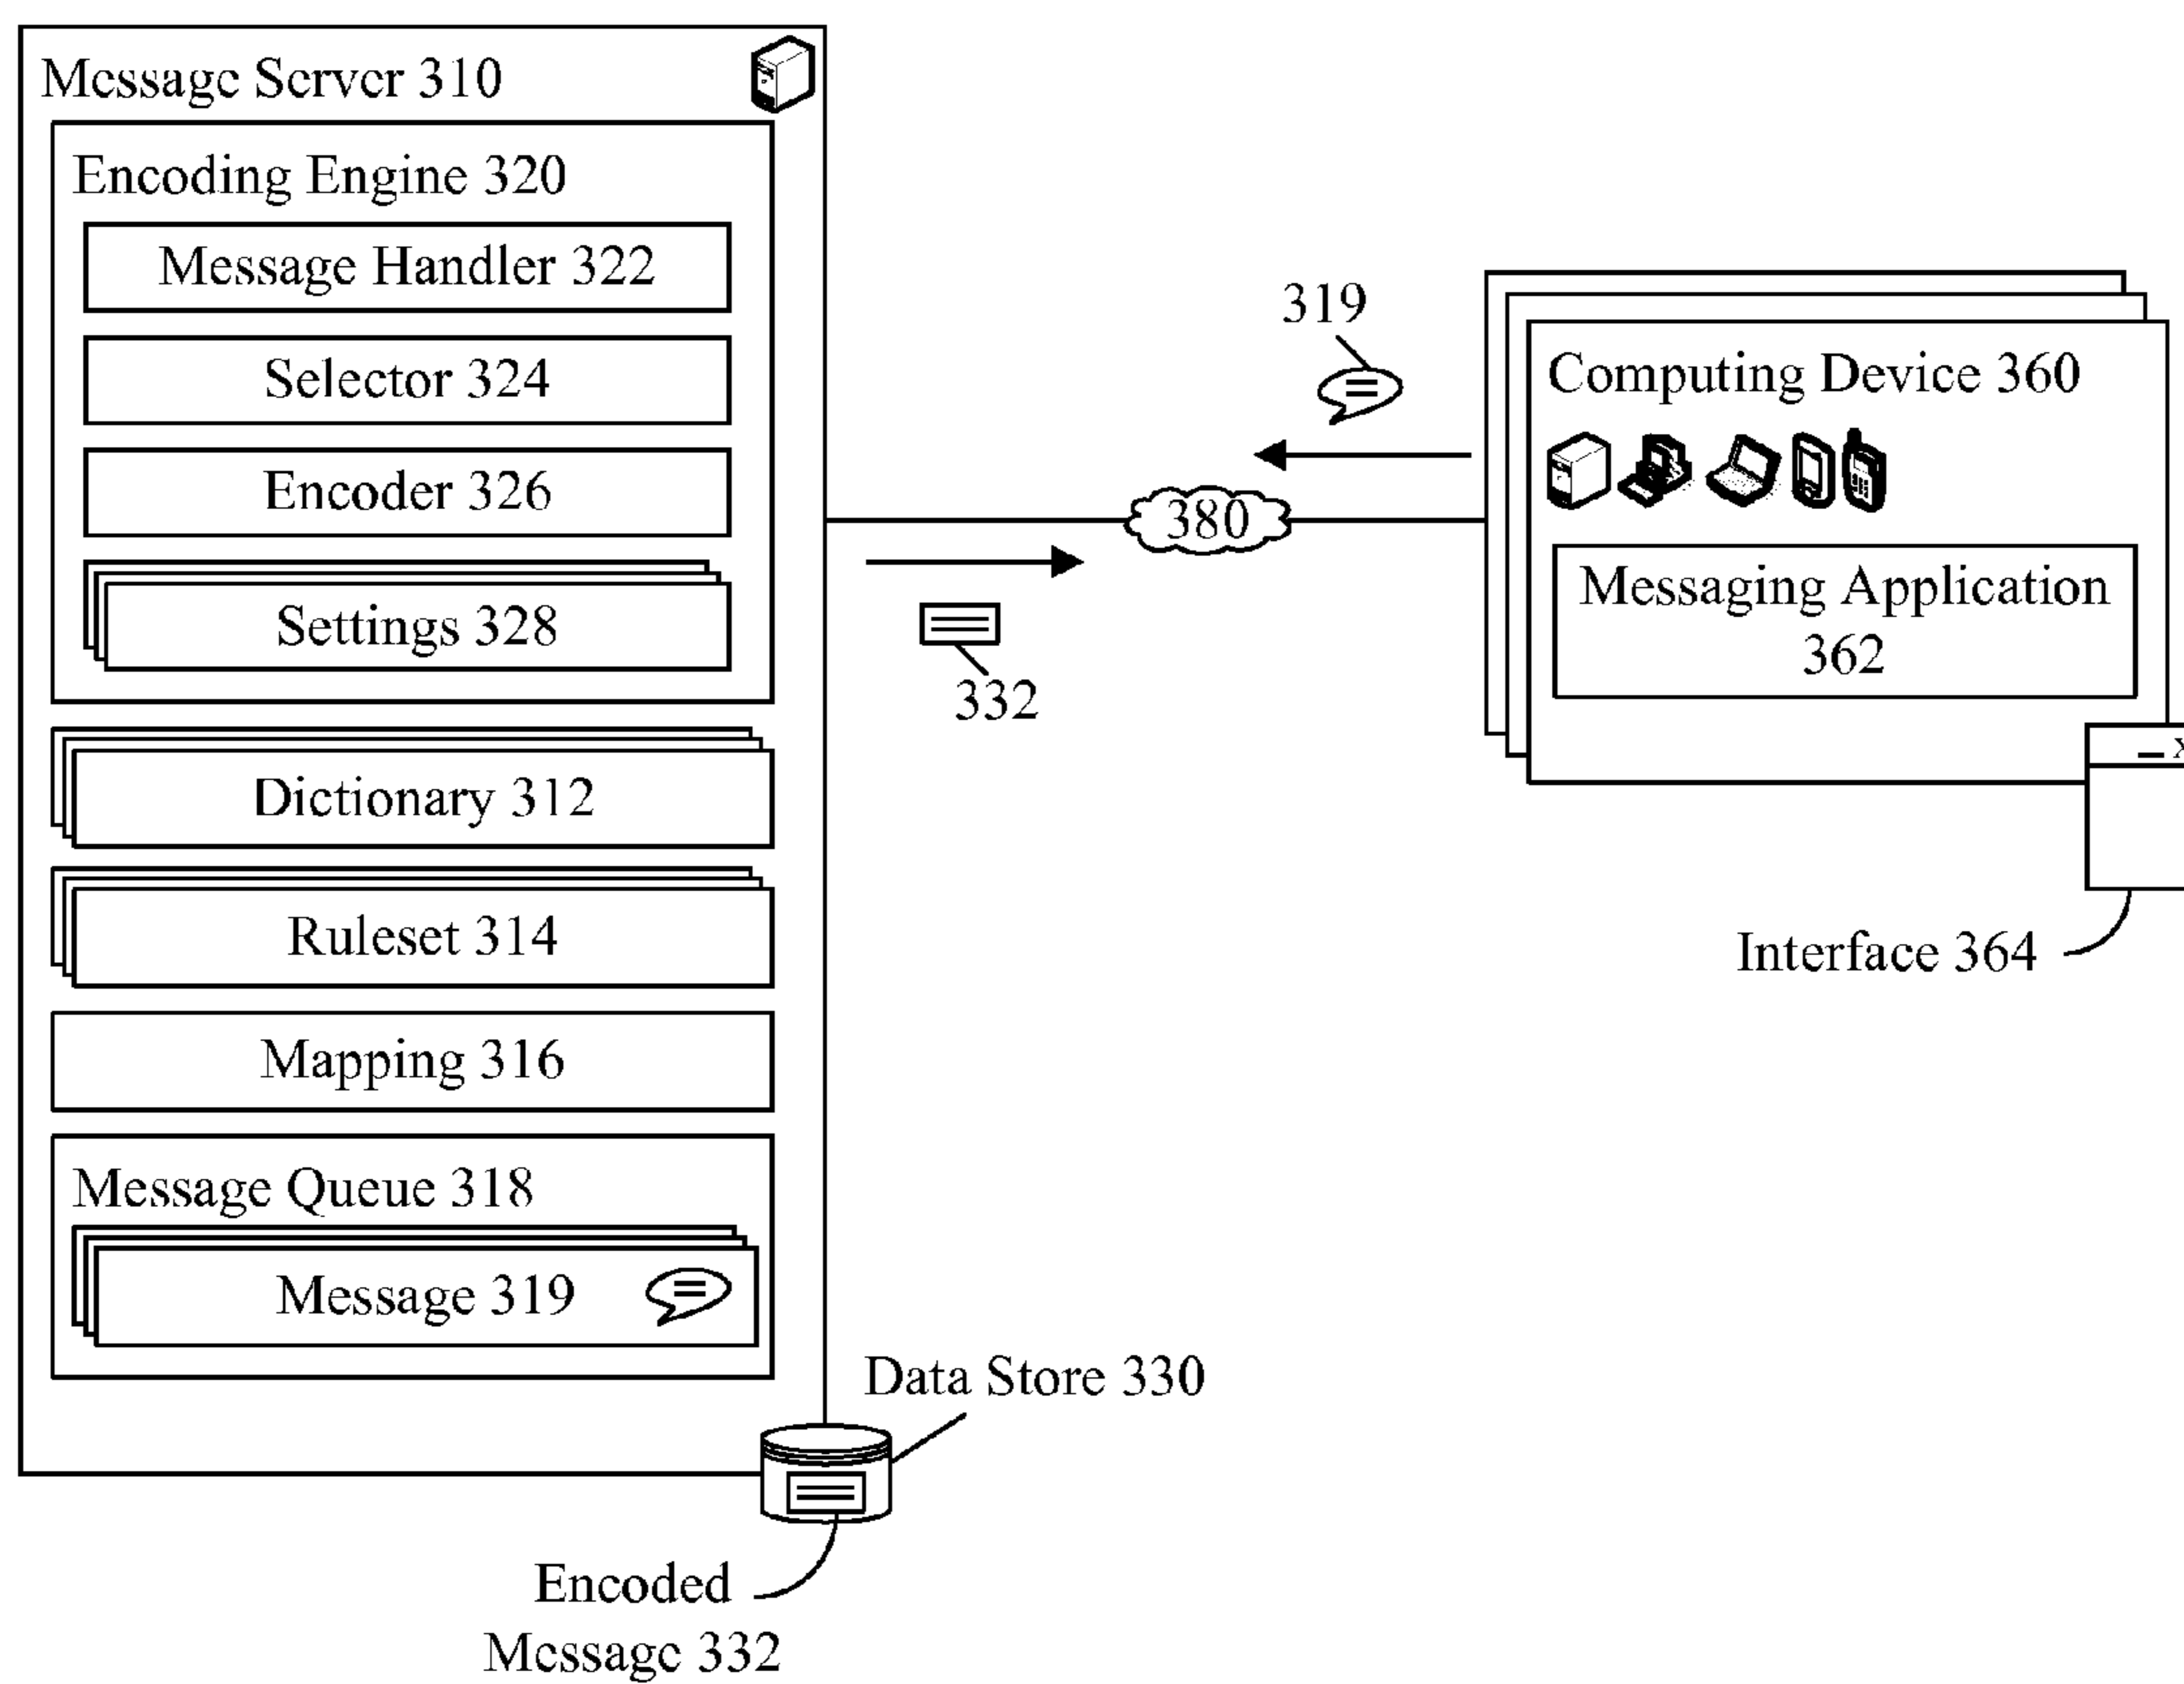 Message Server 310
Encoding Engine 320
Message Handler 322
Selector 324
Encoder 326
Settings 328
Dictionary 312
Ruleset 314
Mapping 316
Message Queue 318
Message 319
Data Store 330
Encoded
Message 332
319
380
332
Computing Device 360
Messaging Application
362
Interface 364